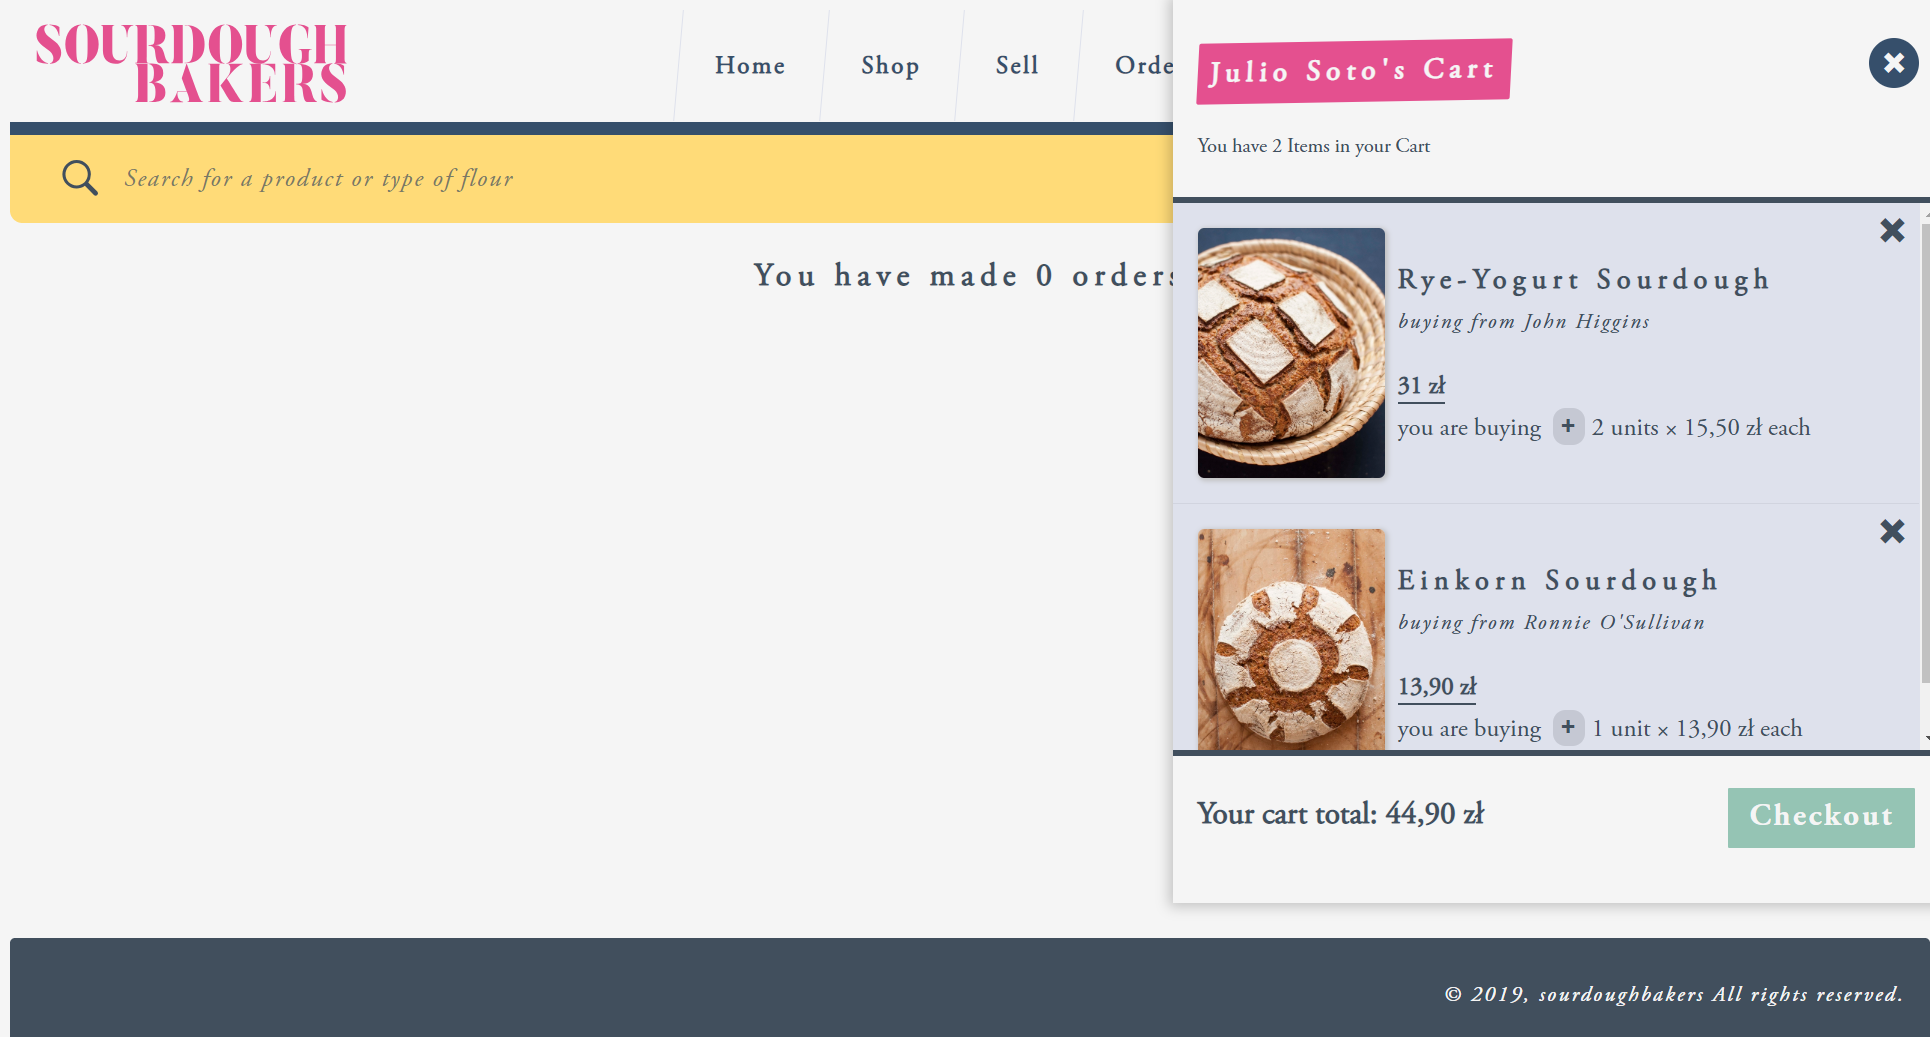 SOURDOUGH
BAKERS
Home
Shop
Sell
Orde
Search for a product or type of flour
You have made 0 orders
Julio Soto's Cart
You have 2 Items in your Cart
Rye-Yogurt Sourdough
buying from John Higgins
31 zł
you are buying + 2 units × 15,50 zł each
Einkorn Sourdough
buying from Ronnie O'Sullivan
13,90 zł
you are buying + 1 unit × 13,90 zł each
Your cart total: 44,90 zł
Checkout
© 2019, sourdoughbakers All rights reserved.